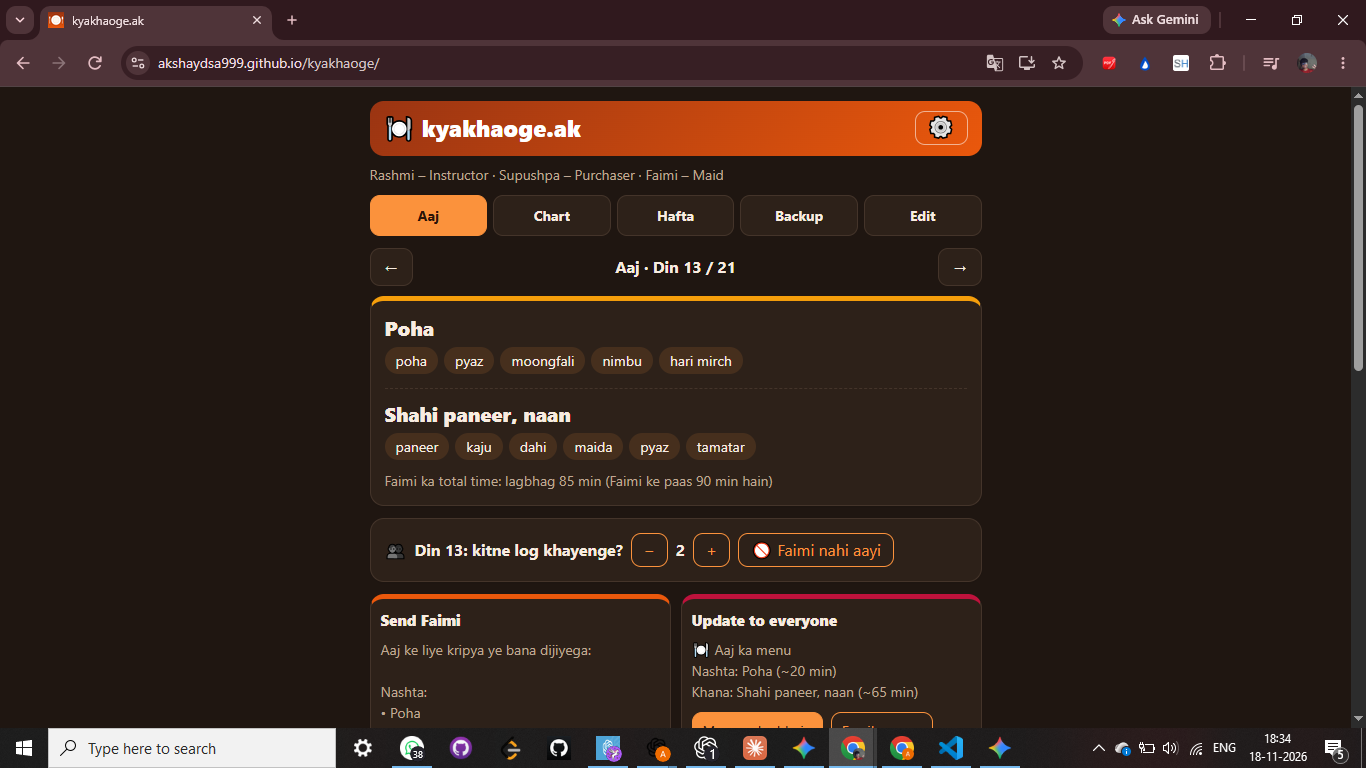 kyakhaoge.ak
Ask Gemini
akshaydsa999.github.io/kyakhaoge/
SH
kyakhaoge.ak
Rashmi – Instructor · Supushpa – Purchaser · Faimi – Maid
Aaj Chart Hafta Backup Edit
← Aaj · Din 13 / 21 →
Poha
poha pyaz moongfali nimbu hari mirch
Shahi paneer, naan
paneer kaju dahi maida pyaz tamatar
Faimi ka total time: lagbhag 85 min (Faimi ke paas 90 min hain)
Din 13: kitne log khayenge? – 2 + Faimi nahi aayi
Send Faimi
Aaj ke liye kripya ye bana dijiyega:
Nashta:
• Poha
Update to everyone
Aaj ka menu
Nashta: Poha (~20 min)
Khana: Shahi paneer, naan (~65 min)
Type here to search
38
1
A
A
ENG
18:34
18-11-2026
5